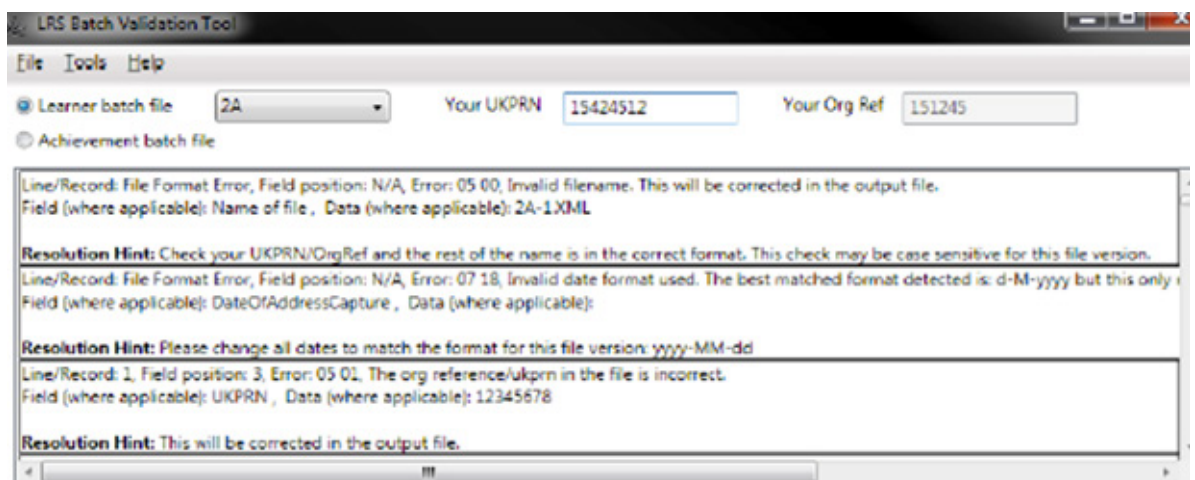 LRS Batch Validation Tool
File Tools Help
Learner batch file 2A Your UKPRN 15424512 Your Org Ref 151245
Achievement batch file
Line/Record: File Format Error, Field position: N/A, Error: 05 00, Invalid filename. This will be corrected in the output file.
Field (where applicable): Name of file , Data (where applicable): 2A-1.XML
Resolution Hint: Check your UKPRN/OrgRef and the rest of the name is in the correct format. This check may be case sensitive for this file version.
Line/Record: File Format Error, Field position: N/A, Error: 07 18, Invalid date format used. The best matched format detected is: d-M-yyyy but this only
Field (where applicable): DateOfAddressCapture , Data (where applicable):
Resolution Hint: Please change all dates to match the format for this file version: yyyy-MM-dd
Line/Record: 1, Field position: 3, Error: 05 01, The org reference/ukprn in the file is incorrect.
Field (where applicable): UKPRN , Data (where applicable): 12345678
Resolution Hint: This will be corrected in the output file.